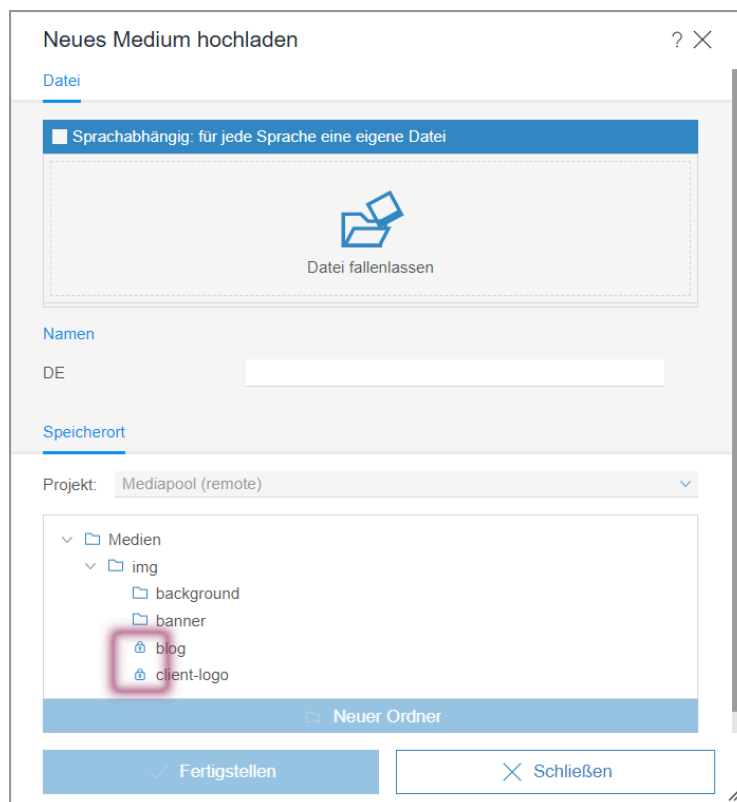 Neues Medium hochladen ?
Datei
Sprachabhängig: für jede Sprache eine eigene Datei
Datei fallenlassen
Namen
DE
Speicherort
Projekt: Mediapool (remote)
Medien
img
background
banner
blog
client-logo
Neuer Ordner
Fertigstellen Schließen